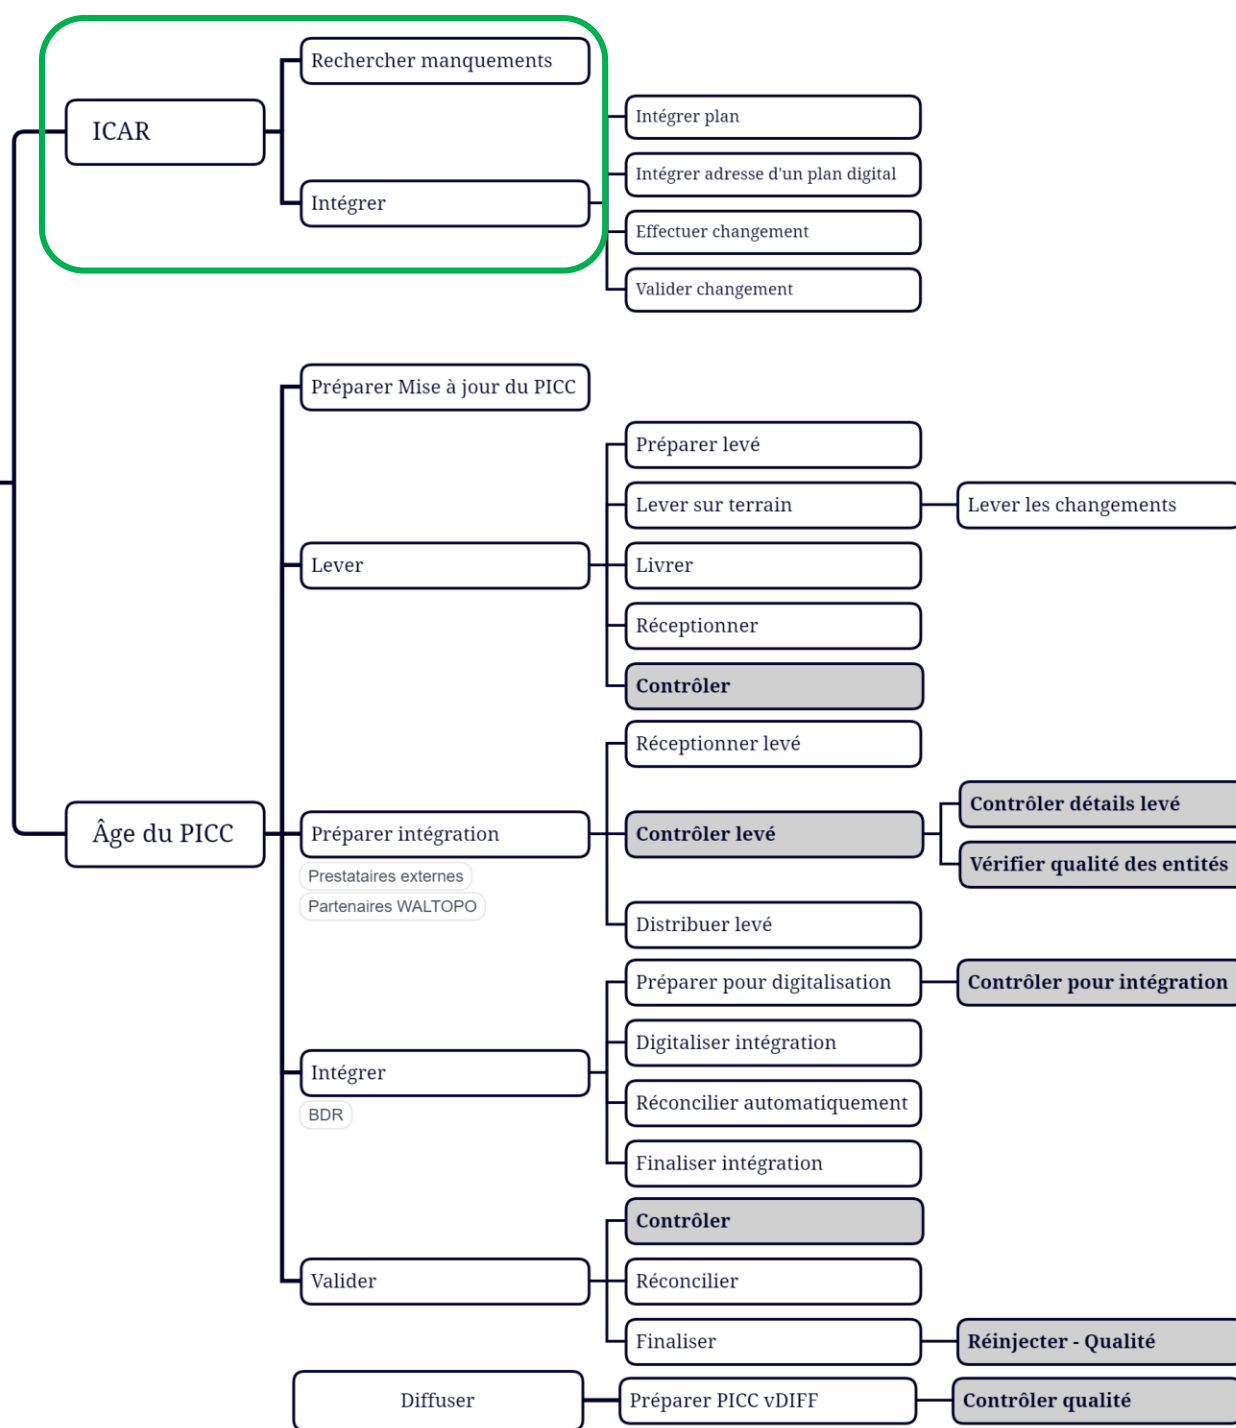 ICAR
Rechercher manquements
Intégrer
Intégrer plan
Intégrer adresse d'un plan digital
Effectuer changement
Valider changement
Âge du PICC
Préparer Mise à jour du PICC
Lever
Préparer levé
Lever sur terrain
Lever les changements
Livrer
Réceptionner
Contrôler
Préparer intégration
Prestataires externes
Partenaires WALTOPO
Réceptionner levé
Contrôler levé
Contrôler détails levé
Vérifier qualité des entités
Distribuer levé
Intégrer
BDR
Préparer pour digitalisation
Contrôler pour intégration
Digitaliser intégration
Réconcilier automatiquement
Finaliser intégration
Valider
Contrôler
Réconcilier
Finaliser
Réinjecter - Qualité
Diffuser
Préparer PICC vDIFF
Contrôler qualité